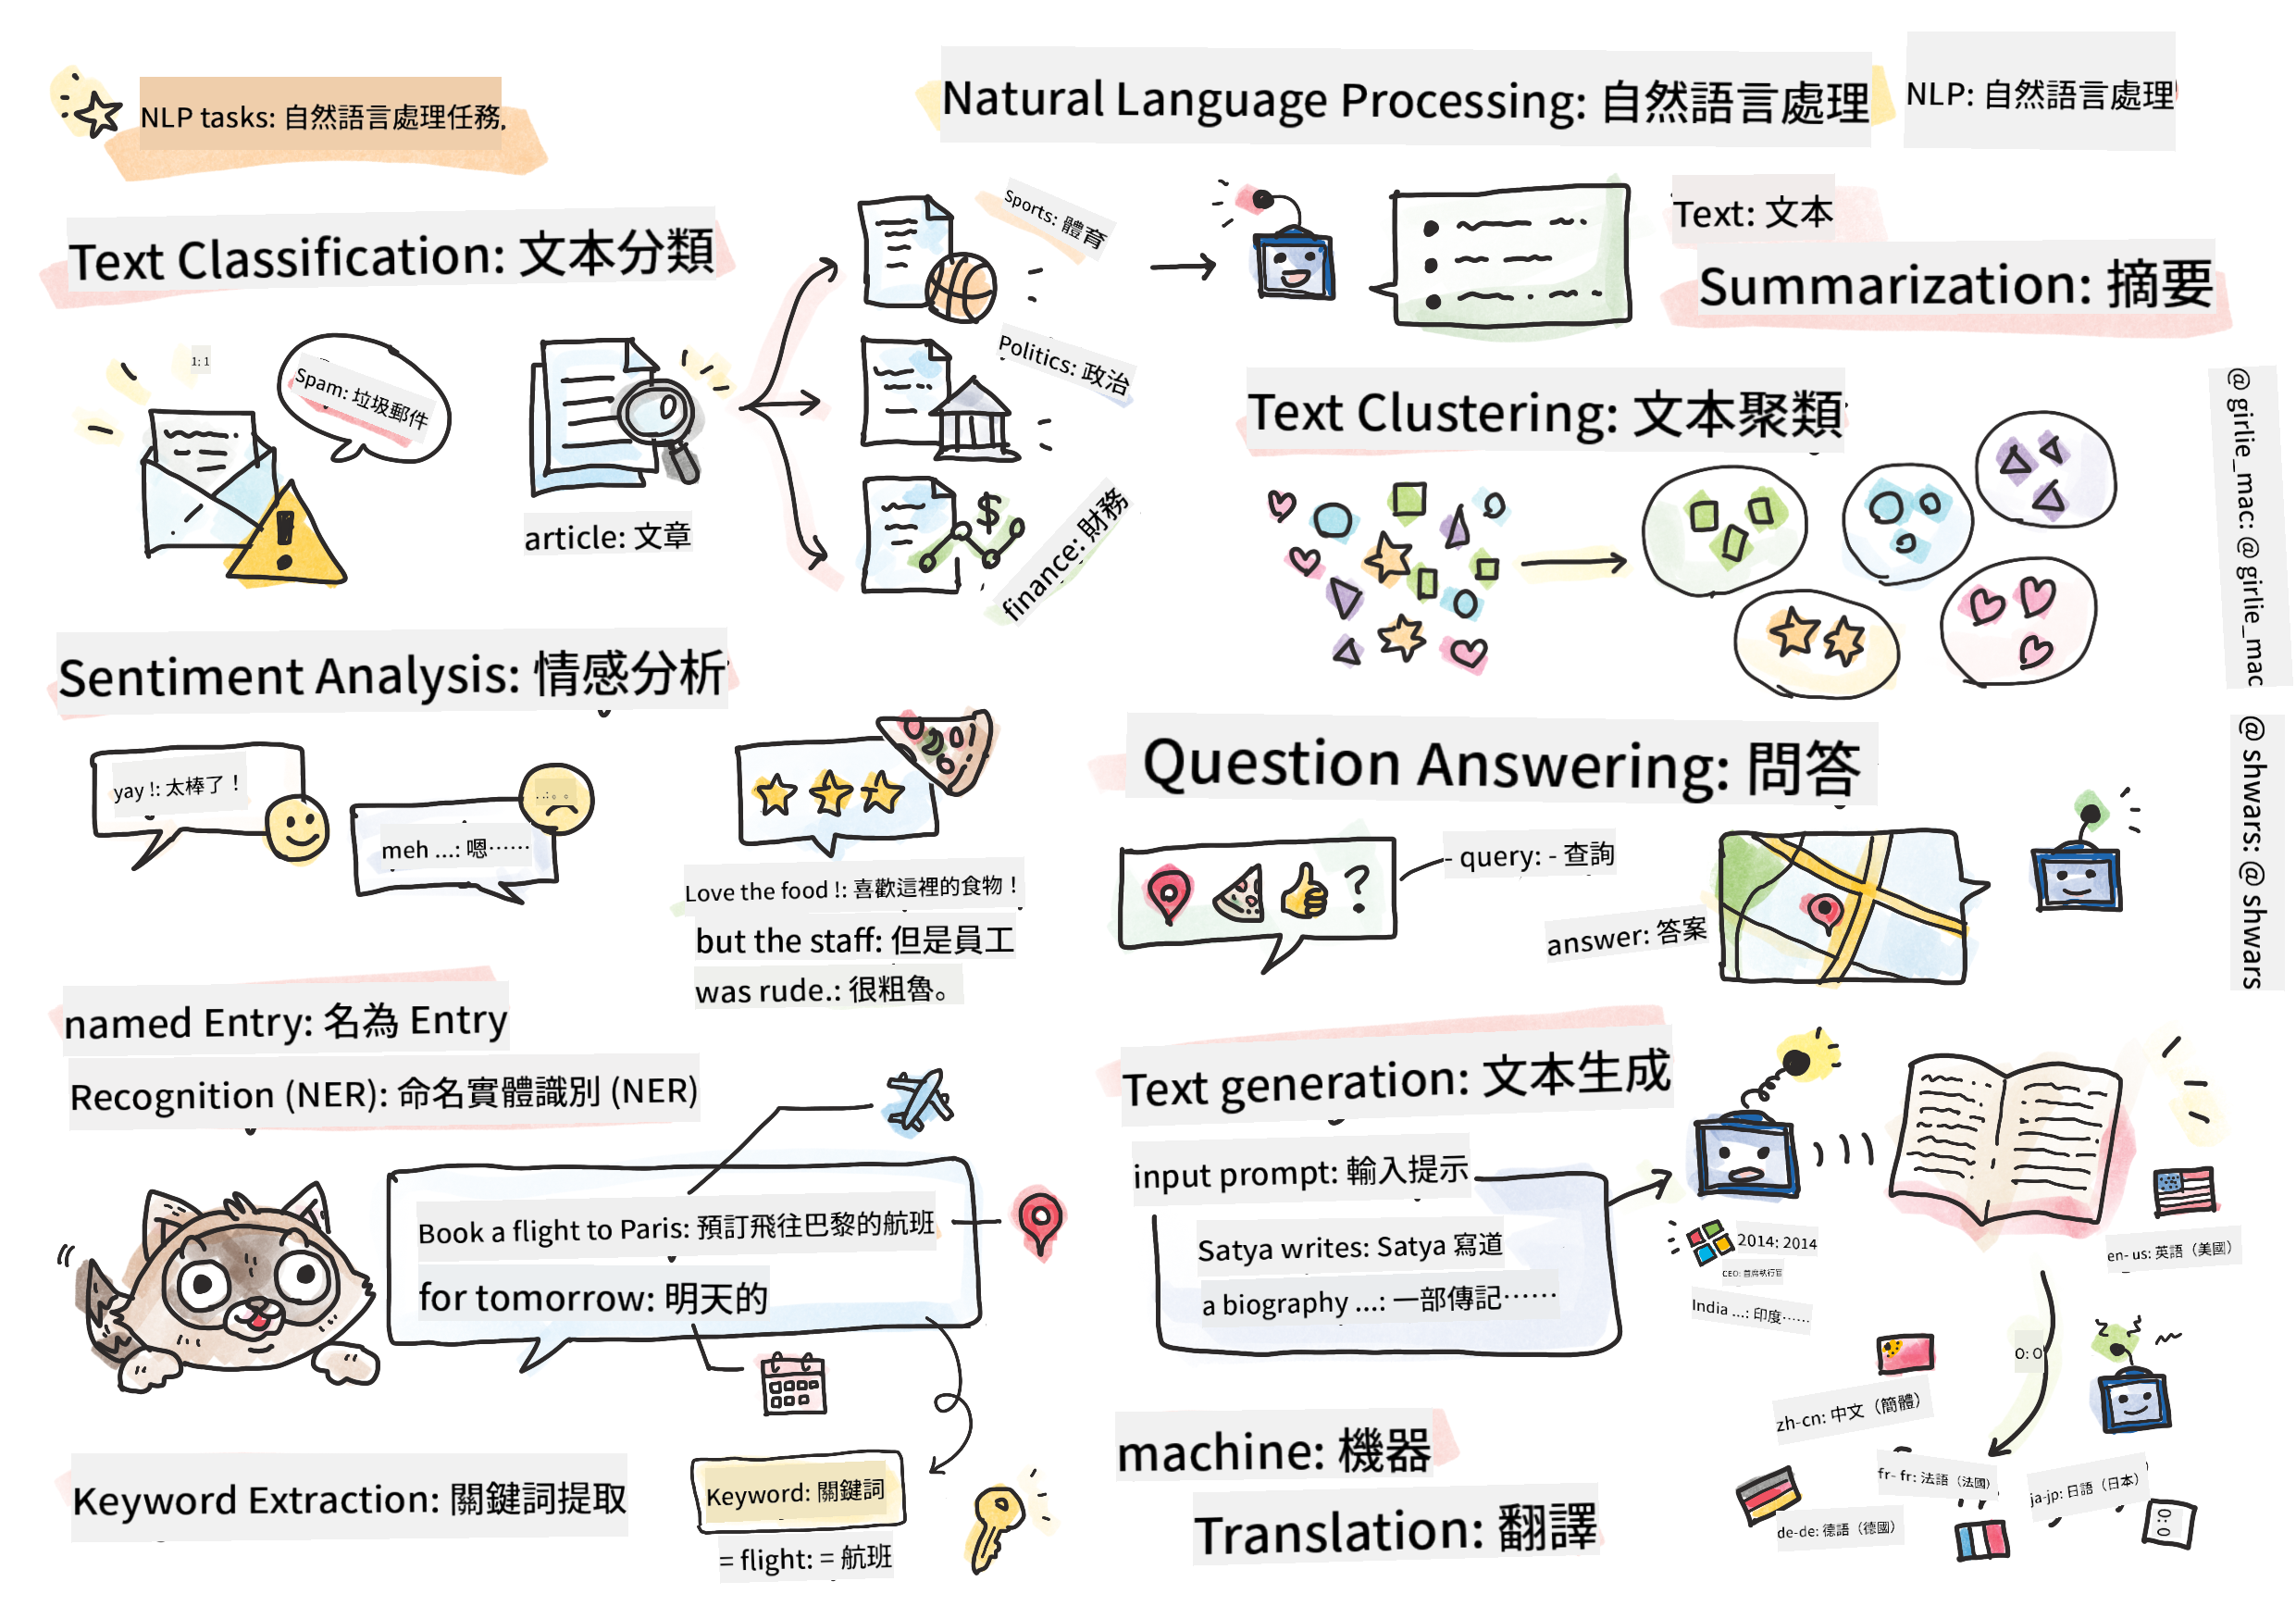 NLP tasks: 自然語言處理任務.
Natural Language Processing: 自然語言處理
NLP: 自然語言處理
Text Classification: 文本分類
1: 1
Spam: 垃圾郵件
article: 文章
Sports: 體育
Politics: 政治
finance: 財務
Text: 文本
Summarization: 摘要
Text Clustering: 文本聚類
@ girlie_mac: @ girlie_mac
@ shwars: @ shwars
Sentiment Analysis: 情感分析
yay !: 太棒了！
meh ...: 嗯⋯⋯
Love the food !: 喜歡這裡的食物！
but the staff: 但是員工
was rude.: 很粗魯。
Question Answering: 問答
- query: - 查詢
answer: 答案
named Entry: 名為 Entry
Recognition (NER): 命名實體識別 (NER)
Book a flight to Paris: 預訂飛往巴黎的航班
for tomorrow: 明天的
Keyword Extraction: 關鍵詞提取
Keyword: 關鍵詞
= flight: = 航班
Text generation: 文本生成
input prompt: 輸入提示
Satya writes: Satya 寫道
a biography ...: 一部傳記⋯⋯
2014: 2014
CEO: 首席執行官
India ...: 印度⋯⋯
machine: 機器
Translation: 翻譯
en- us: 英語（美國）
O: O
zh-cn: 中文（簡體）
fr- fr: 法語（法國）
ja-jp: 日語（日本）
de-de: 德語（德國）
0: 0